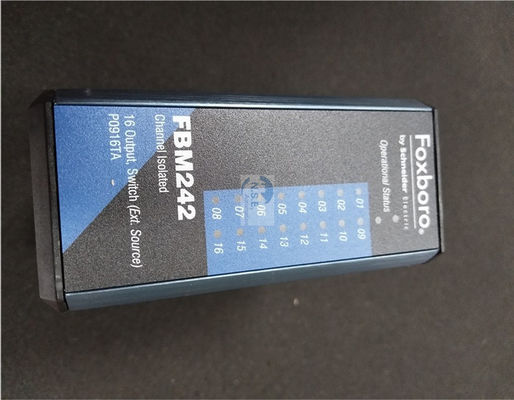 Foxboro.
by Schneider Electric
Operational Status
01 09
02 10
03 11
04 12
05 13
06 14
07 15
08 16
FBM242
Channel Isolated
16 Output, Switch (Ext. Source)
P0916TA